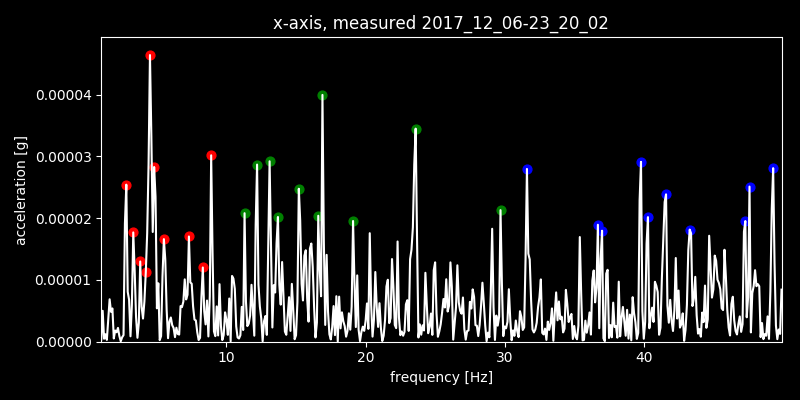 x-axis, measured 2017_12_06-23_20_02
acceleration [g]
0.00004
0.00003
0.00002
0.00001
0.00000
10 20 30 40
frequency [Hz]